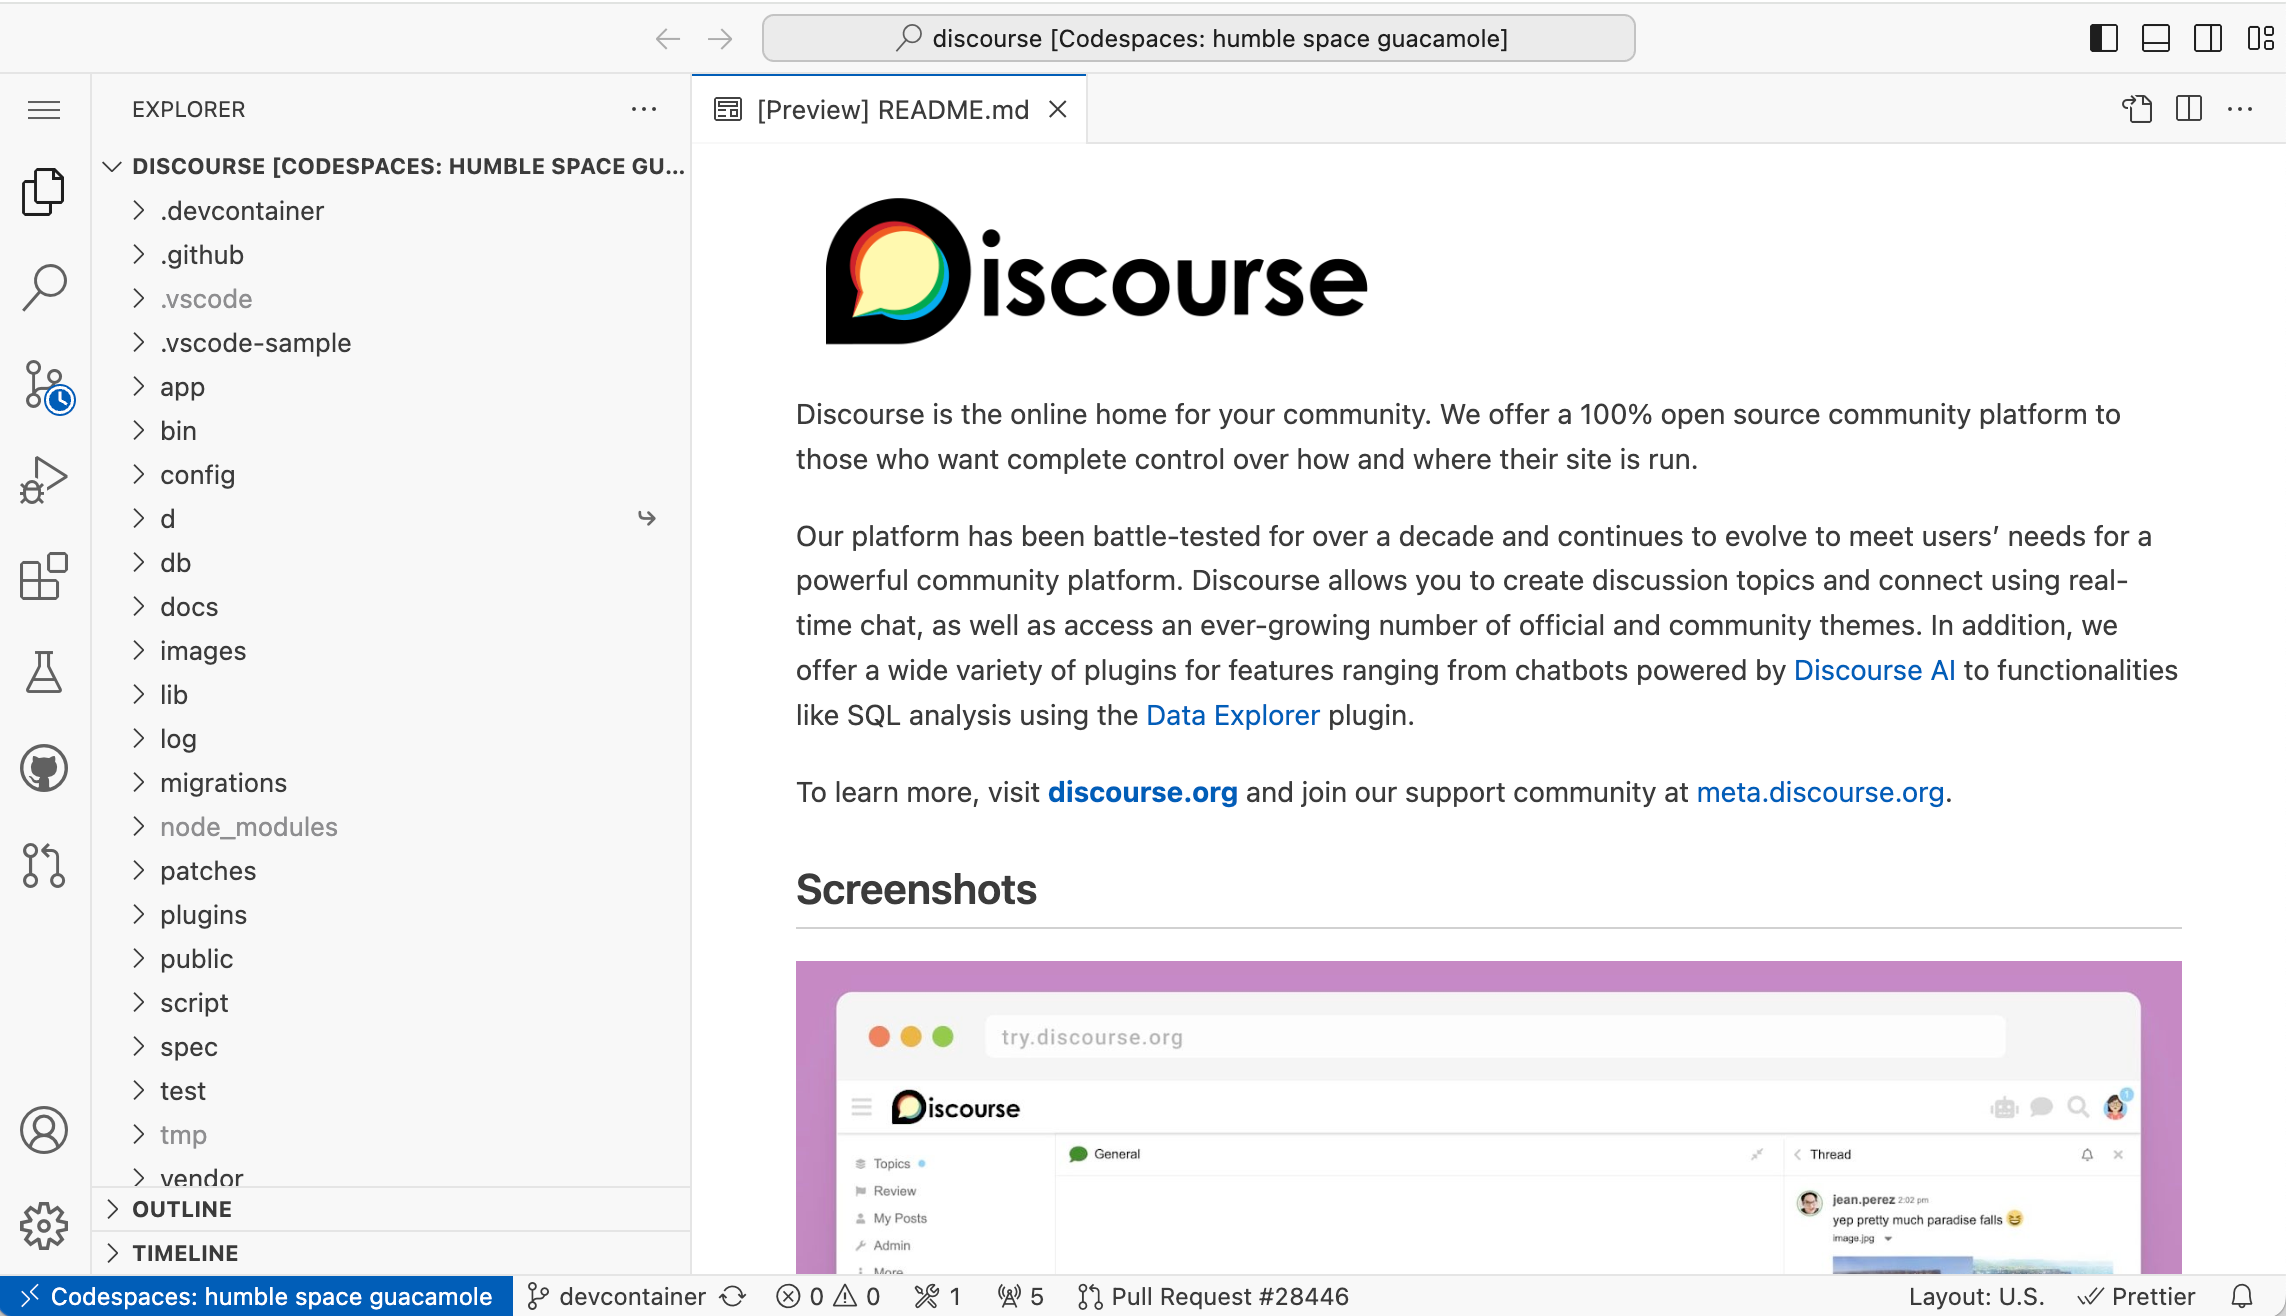 discourse [Codespaces: humble space guacamole]
EXPLORER
DISCOURSE [CODESPACES: HUMBLE SPACE GU...
.devcontainer
.github
.vscode
.vscode-sample
app
bin
config
d
db
docs
images
lib
log
migrations
node_modules
patches
plugins
public
script
spec
test
tmp
vendor
OUTLINE
TIMELINE
[Preview] README.md
Discourse
Discourse is the online home for your community. We offer a 100% open source community platform to
those who want complete control over how and where their site is run.
Our platform has been battle-tested for over a decade and continues to evolve to meet users’ needs for a
powerful community platform. Discourse allows you to create discussion topics and connect using real-
time chat, as well as access an ever-growing number of official and community themes. In addition, we
offer a wide variety of plugins for features ranging from chatbots powered by Discourse AI to functionalities
like SQL analysis using the Data Explorer plugin.
To learn more, visit discourse.org and join our support community at meta.discourse.org.
Screenshots
try.discourse.org
Discourse
1
Topics
Review
My Posts
Admin
More
General
Thread
jean.perez 2:02 pm
yep pretty much paradise falls 😆
image.jpg
Codespaces: humble space guacamole
devcontainer
0
0
1
5
Pull Request #28446
Layout: U.S.
Prettier